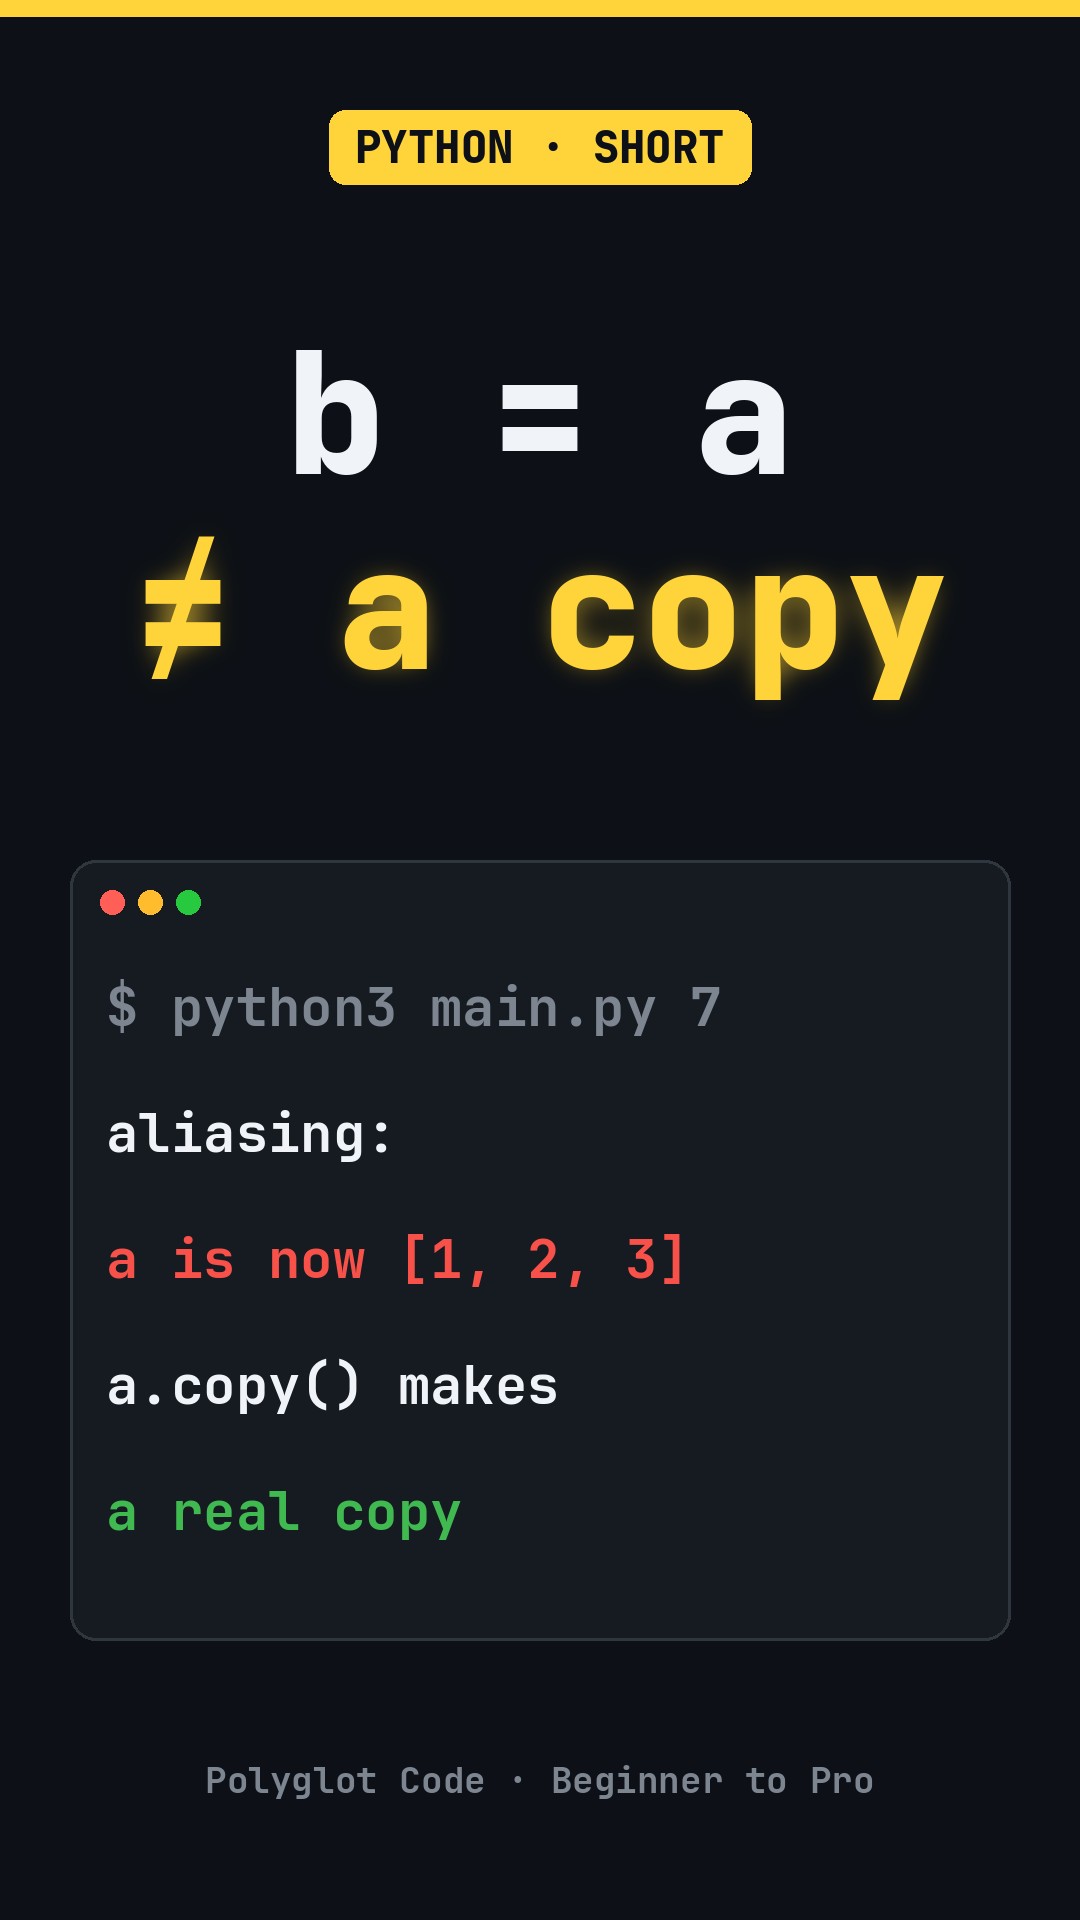 PYTHON · SHORT
b = a
≠ a copy
$ python3 main.py 7
aliasing:
a is now [1, 2, 3]
a.copy() makes
a real copy
Polyglot Code · Beginner to Pro